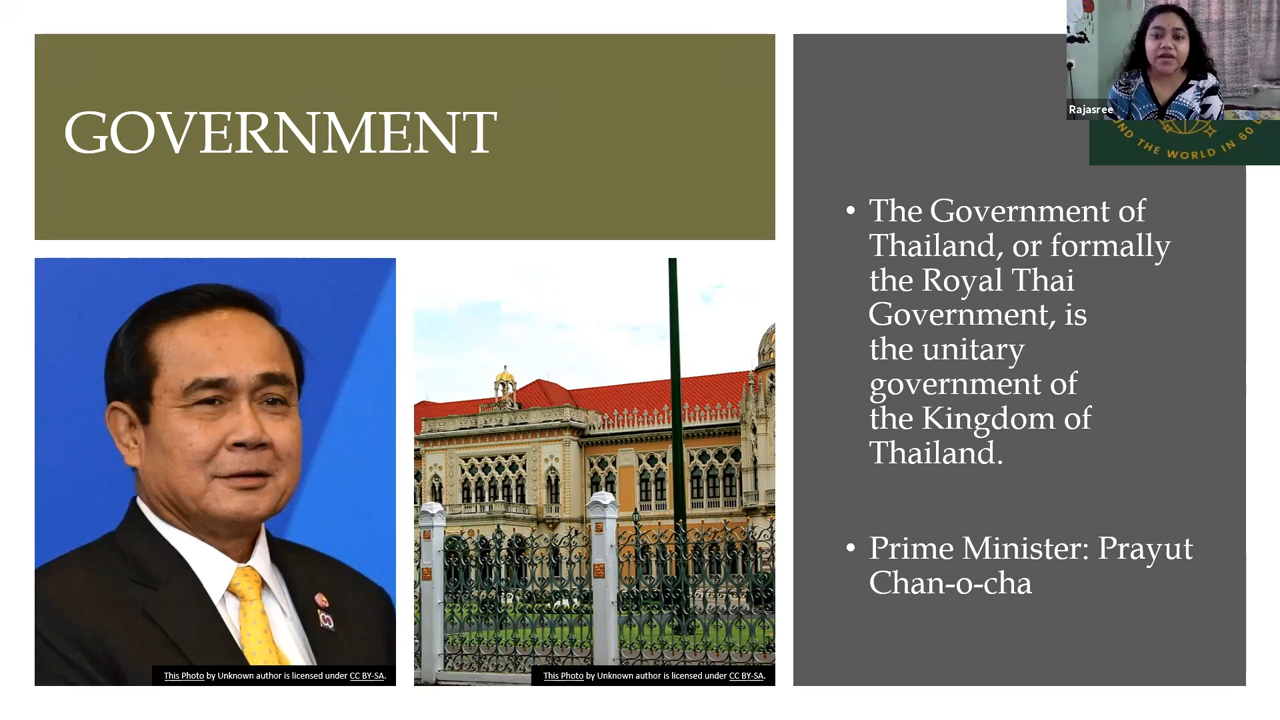 GOVERNMENT
Rajasree
ND THE WORLD IN 60 D
• The Government of
Thailand, or formally
the Royal Thai
Government, is
the unitary
government of
the Kingdom of
Thailand.
• Prime Minister: Prayut
Chan-o-cha
This Photo by Unknown author is licensed under CC BY-SA.
This Photo by Unknown author is licensed under CC BY-SA.